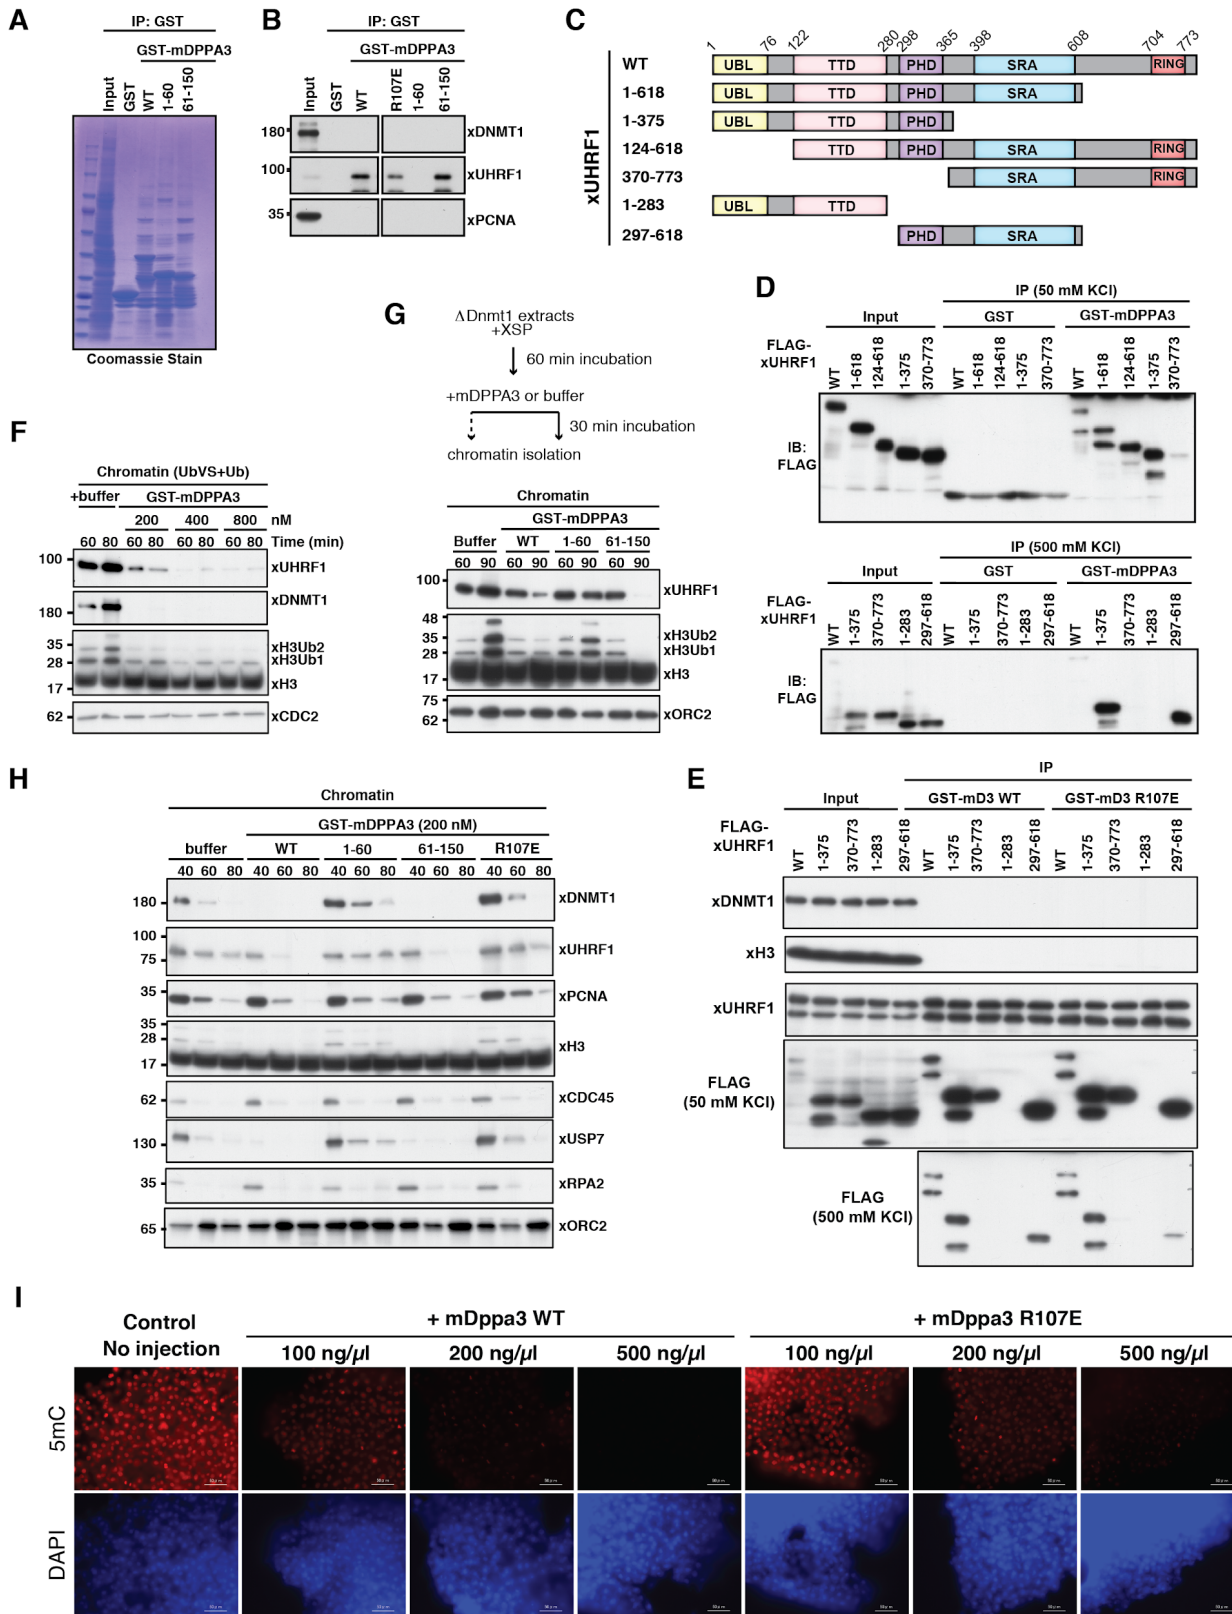 A
IP: GST
GST-mDPPA3
Input
GST
WT
1-60
61-150
Coomassie Stain
B
IP: GST
GST-mDPPA3
Input
GST
WT
R107E
1-60
61-150
180
xDNMT1
100
xUHRF1
35
xPCNA
C
1 76 122 280 298 365 398 608 704 773
xUHRF1
WT UBL TTD PHD SRA RING
1-618 UBL TTD PHD SRA
1-375 UBL TTD PHD
124-618 TTD PHD SRA RING
370-773 SRA RING
1-283 UBL TTD
297-618 PHD SRA
D
IP (50 mM KCl)
Input GST GST-mDPPA3
FLAG-xUHRF1
WT 1-618 124-618 1-375 370-773 WT 1-618 124-618 1-375 370-773 WT 1-618 124-618 1-375 370-773
IB: FLAG
IP (500 mM KCl)
Input GST GST-mDPPA3
FLAG-xUHRF1
WT 1-375 370-773 1-283 297-618 WT 1-375 370-773 1-283 297-618 WT 1-375 370-773 1-283 297-618
IB: FLAG
G
ΔDnmt1 extracts
+XSP
60 min incubation
+mDPPA3 or buffer
30 min incubation
chromatin isolation
Chromatin
GST-mDPPA3
Buffer WT 1-60 61-150
60 90 60 90 60 90 60 90
100
xUHRF1
48
35 xH3Ub2
28 xH3Ub1
17 xH3
75
62 xORC2
F
Chromatin (UbVS+Ub)
+buffer GST-mDPPA3
200 400 800 nM
60 80 60 80 60 80 60 80 Time (min)
100 xUHRF1
180 xDNMT1
35 xH3Ub2
28 xH3Ub1
17 xH3
62 xCDC2
H
Chromatin
GST-mDPPA3 (200 nM)
buffer WT 1-60 61-150 R107E
40 60 80 40 60 80 40 60 80 40 60 80 40 60 80
180 xDNMT1
100
75 xUHRF1
35 xPCNA
35
28 xH3
17
62 xCDC45
130 xUSP7
35 xRPA2
65 xORC2
E
IP
Input GST-mD3 WT GST-mD3 R107E
FLAG-xUHRF1
WT 1-375 370-773 1-283 297-618 WT 1-375 370-773 1-283 297-618 WT 1-375 370-773 1-283 297-618
xDNMT1
xH3
xUHRF1
FLAG
(50 mM KCl)
FLAG
(500 mM KCl)
I
Control
No injection
+ mDppa3 WT
+ mDppa3 R107E
100 ng/µl 200 ng/µl 500 ng/µl 100 ng/µl 200 ng/µl 500 ng/µl
5mC
DAPI